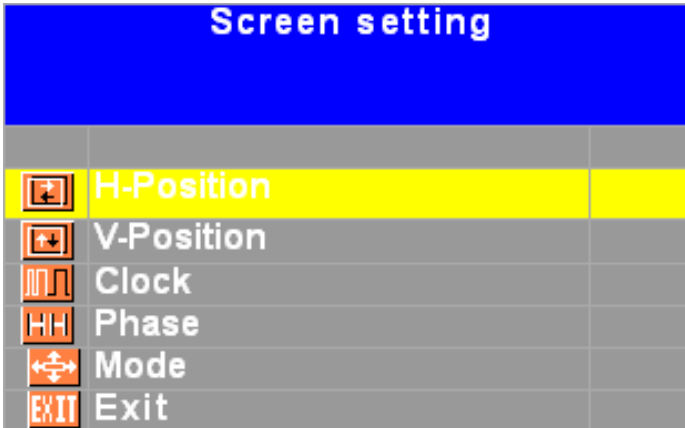 Screen setting
H-Position
V-Position
Clock
Phase
Mode
EXIT Exit